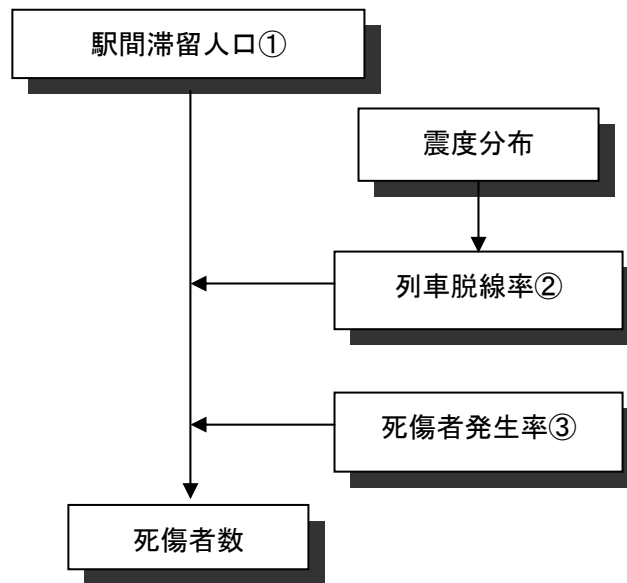 駅間滞留人口①
震度分布
列車脱線率②
死傷者発生率③
死傷者数